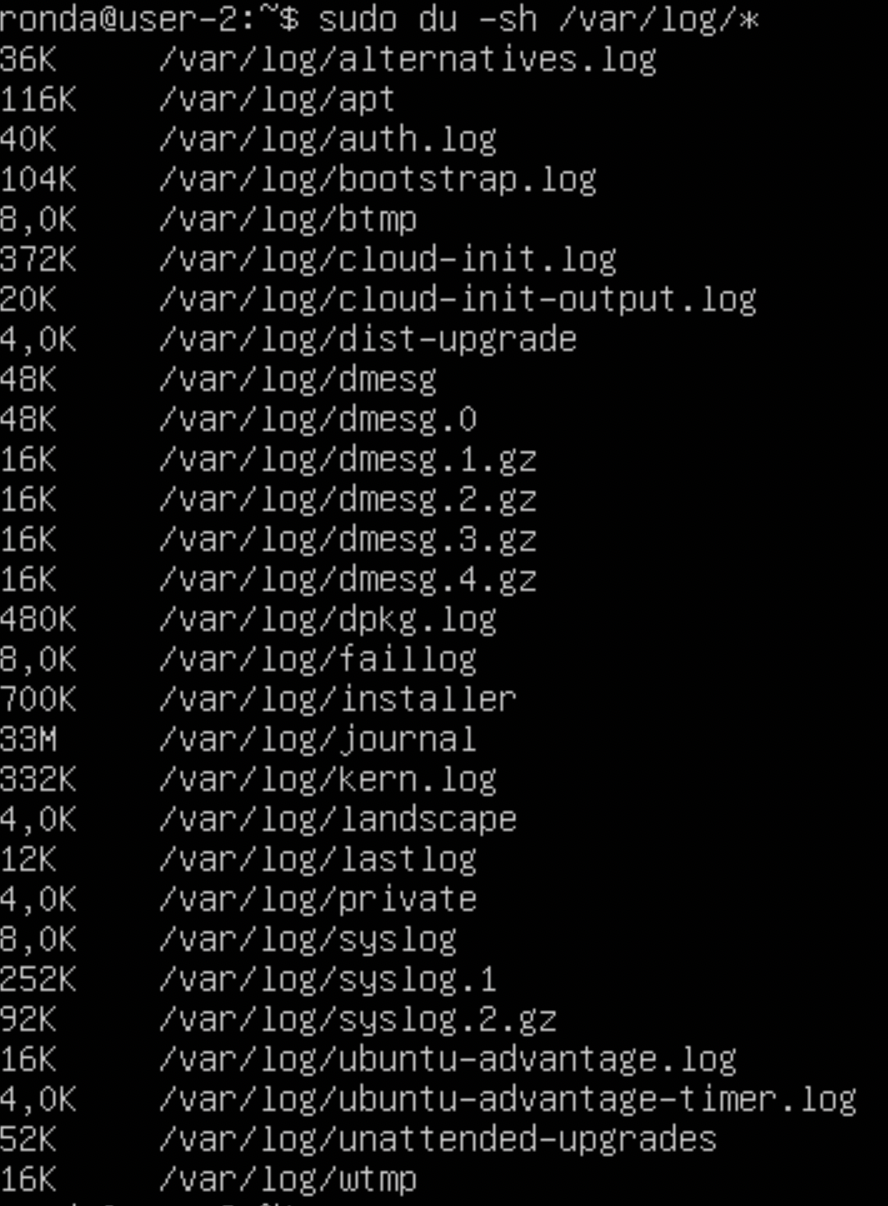 ronda@user-2:~$ sudo du -sh /var/log/*
36K /var/log/alternatives.log
116K /var/log/apt
40K /var/log/auth.log
104K /var/log/bootstrap.log
8,0K /var/log/btmp
372K /var/log/cloud-init.log
20K /var/log/cloud-init-output.log
4,0K /var/log/dist-upgrade
48K /var/log/dmesg
48K /var/log/dmesg.0
16K /var/log/dmesg.1.gz
16K /var/log/dmesg.2.gz
16K /var/log/dmesg.3.gz
16K /var/log/dmesg.4.gz
480K /var/log/dpkg.log
8,0K /var/log/faillog
700K /var/log/installer
33M /var/log/journal
332K /var/log/kern.log
4,0K /var/log/landscape
12K /var/log/lastlog
4,0K /var/log/private
8,0K /var/log/syslog
252K /var/log/syslog.1
92K /var/log/syslog.2.gz
16K /var/log/ubuntu-advantage.log
4,0K /var/log/ubuntu-advantage-timer.log
52K /var/log/unattended-upgrades
16K /var/log/wtmp